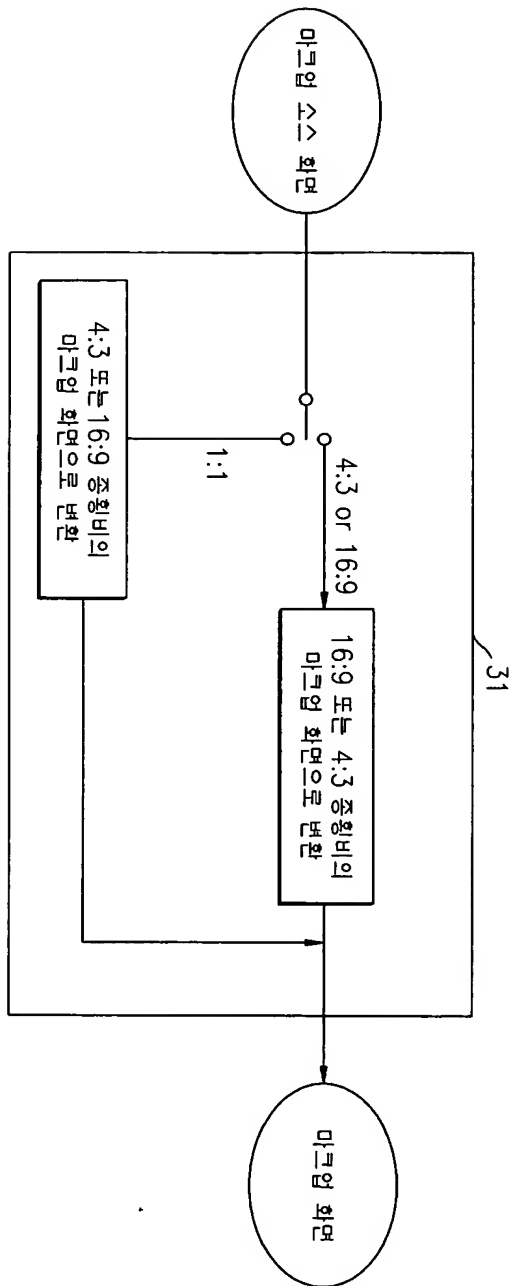 마크업 소스 화면
31
4:3 or 16:9
1:1
16:9 또는 4:3 종횡비의
마크업 화면으로 변환
4:3 또는 16:9 종횡비의
마크업 화면으로 변환
마크업 화면